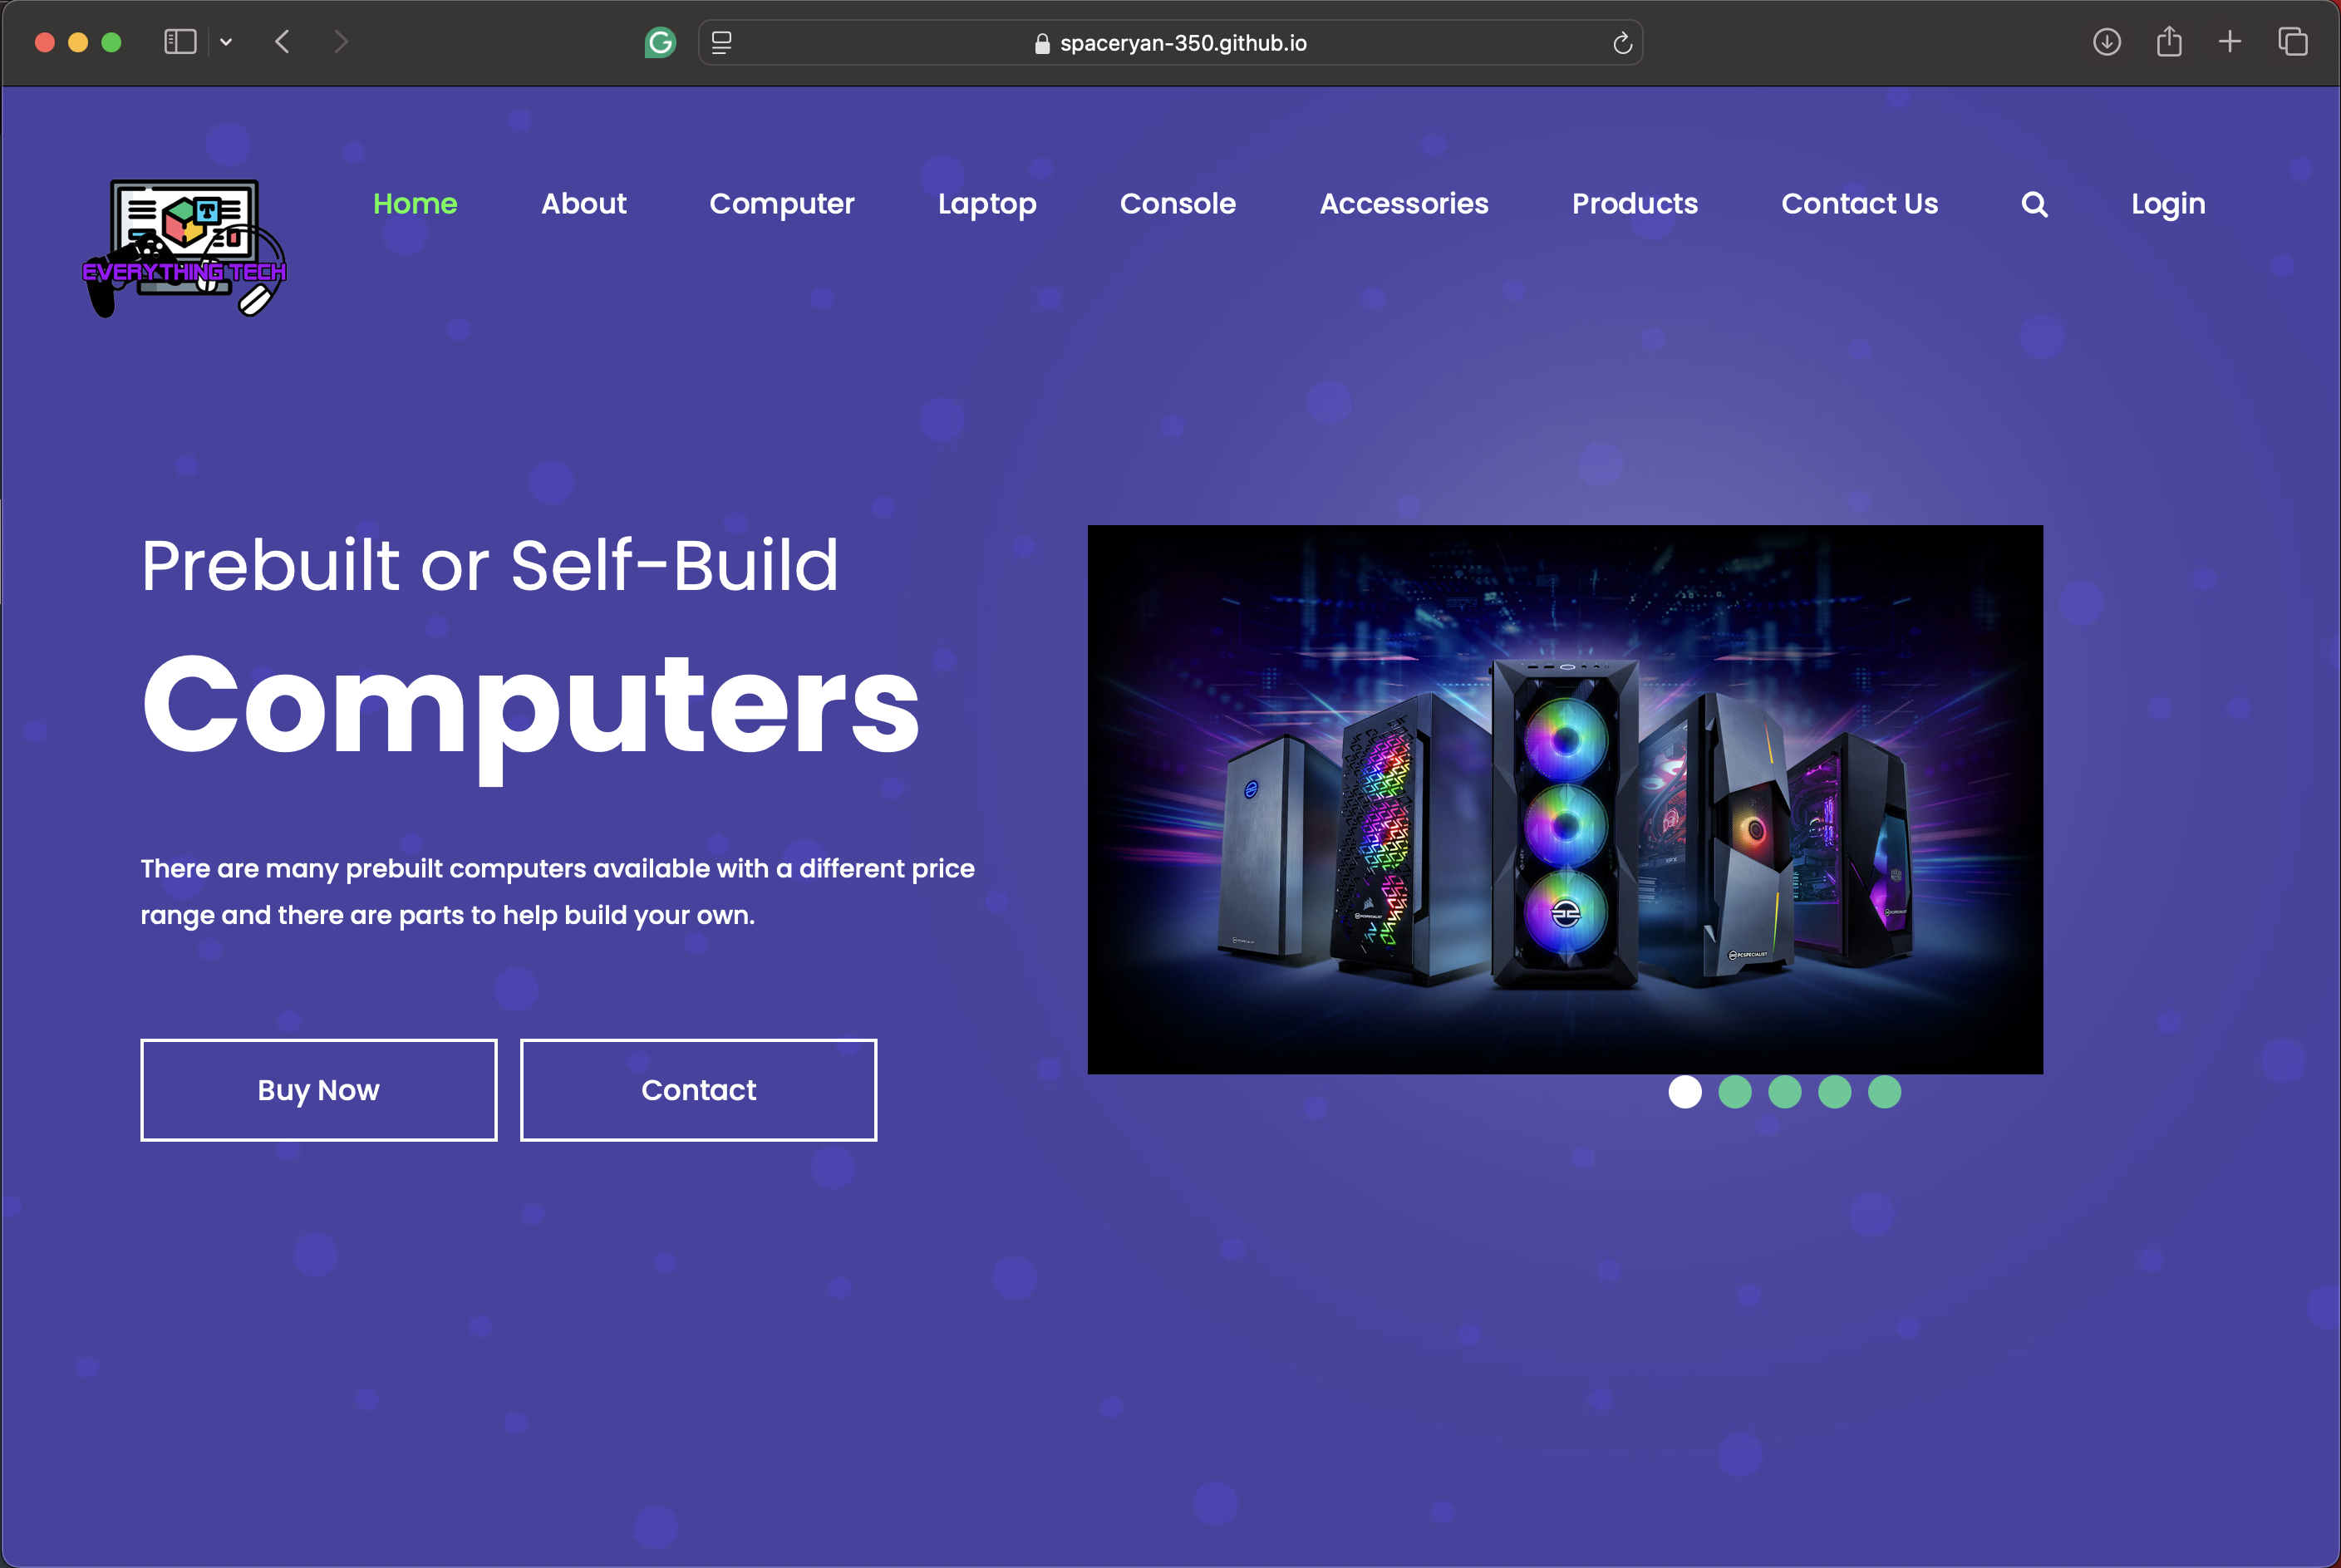 spaceryan-350.github.io
Home About Computer Laptop Console Accessories Products Contact Us Login
T
EVERYTHING TECH
Prebuilt or Self-Build
Computers
There are many prebuilt computers available with a different price
range and there are parts to help build your own.
Buy Now Contact
PCSPECIALIST
PCSPECIALIST